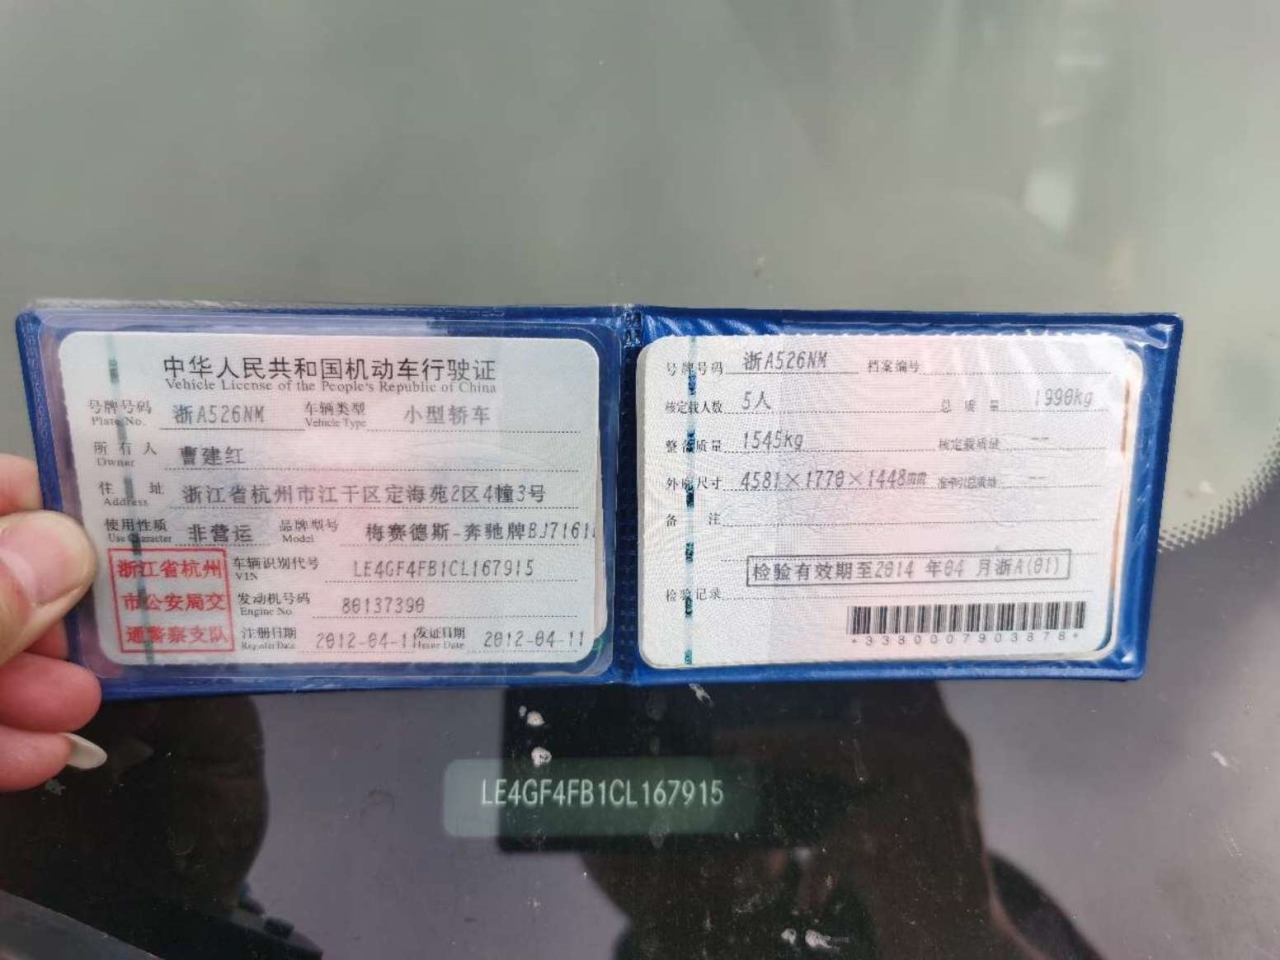 中华人民共和国机动车行驶证
Vehicle License of the People's Republic of China
号牌号码 浙A526NM 车辆类型 小型轿车
Plate No. Vehicle Type
所有人 曹建红
Owner
住址 浙江省杭州市江干区定海苑2区4幢3号
Address
使用性质 非营运 品牌型号 梅赛德斯-奔驰牌BJ7161
Use Character Model
浙江省杭州
市公安局交
通警察支队
车辆识别代号 LE4GF4FB1CL167915
VIN
发动机号码 80137390
Engine No.
注册日期 2012-04-11 发证日期 2012-04-11
Register Date Issue Date
号牌号码 浙A526NM 档案编号
核定载人数 5人 总质量 1990kg
整备质量 1545kg 核定载质量 --
外廓尺寸 4581×1770×1448mm 准牵引总质量 --
备注
检验有效期至2014年04月浙A(01)
检验记录
*3380007903878*
LE4GF4FB1CL167915